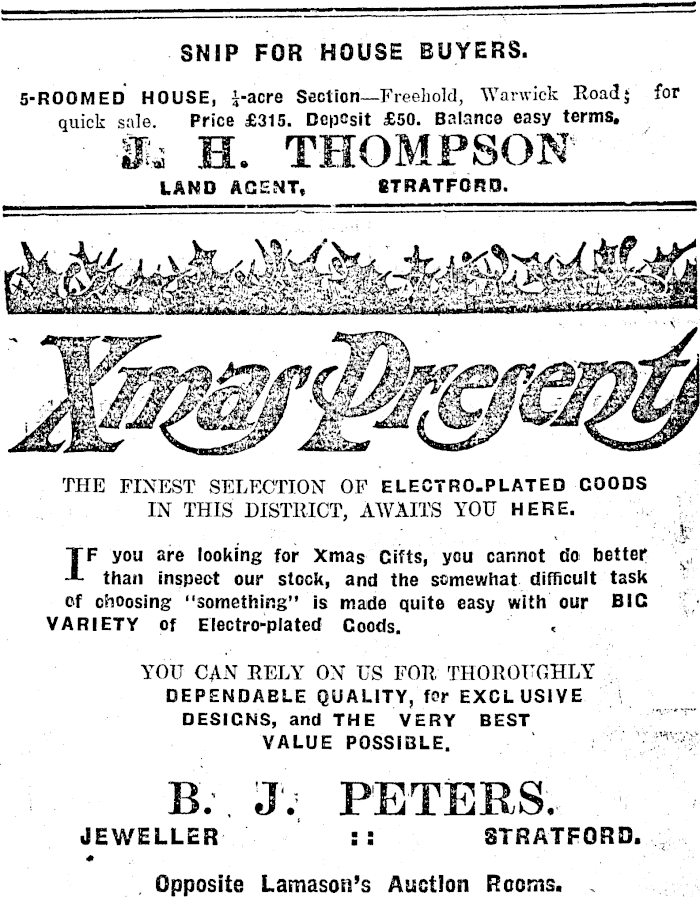 SNIP FOR HOUSE BUYERS.
5-ROOMED HOUSE, ¼-acre Section—Freehold, Warwick Road; for
quick sale. Price £315. Deposit £50. Balance easy terms.
J. H. THOMPSON
LAND AGENT, STRATFORD.
Xmas Present
THE FINEST SELECTION OF ELECTRO-PLATED GOODS
IN THIS DISTRICT, AWAITS YOU HERE.
IF you are looking for Xmas Gifts, you cannot do better
than inspect our stock, and the somewhat difficult task
of choosing "something" is made quite easy with our BIG
VARIETY of Electro-plated Goods.
YOU CAN RELY ON US FOR THOROUGHLY
DEPENDABLE QUALITY, for EXCLUSIVE
DESIGNS, and THE VERY BEST
VALUE POSSIBLE.
B. J. PETERS.
JEWELLER :: STRATFORD.
Opposite Lamason's Auction Rooms.